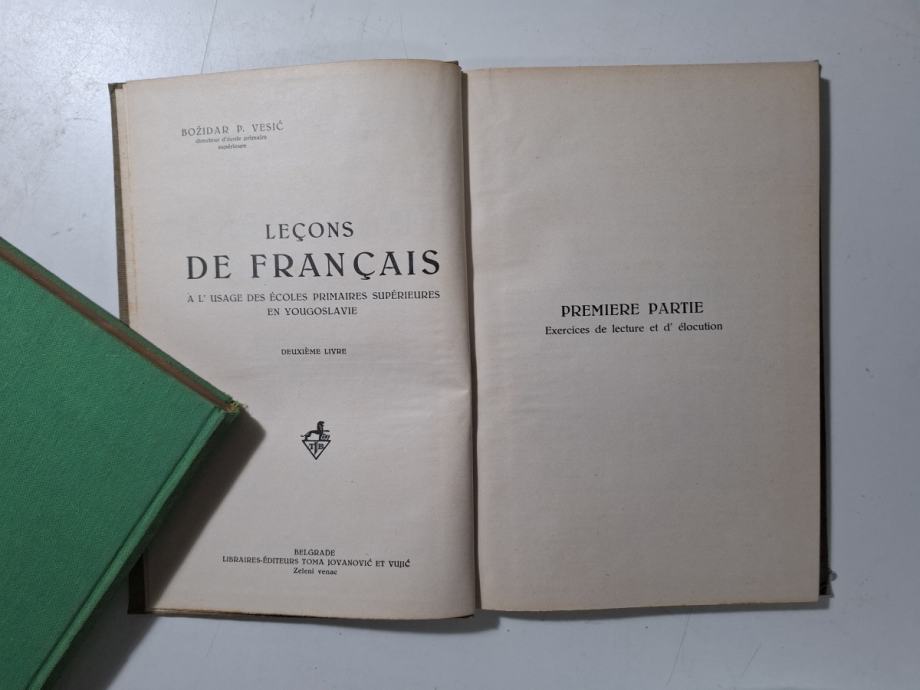 BOŽIDAR P. VESIĆ
directeur d'école primaire
supérieure
LEÇONS
DE FRANÇAIS
À L' USAGE DES ÉCOLES PRIMAIRES SUPÉRIEURES
EN YOUGOSLAVIE
DEUXIÈME LIVRE
BELGRADE
LIBRAIRES-ÉDITEURS TOMA JOVANOVIĆ ET VUJIĆ
Zeleni venac
PREMIERE PARTIE
Exercices de lecture et d' élocution